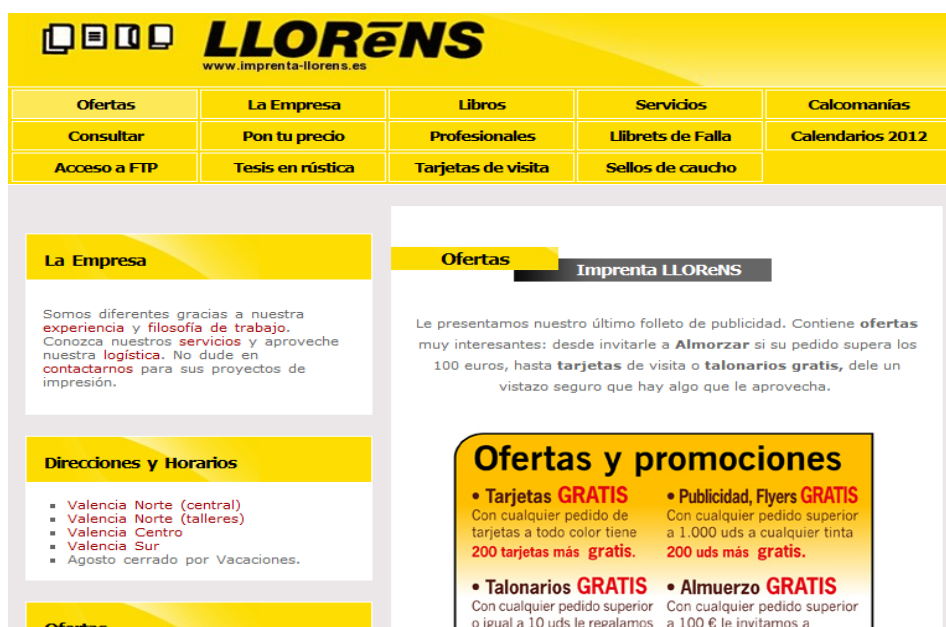 LLOReNS
www.imprenta-llorens.es
Ofertas La Empresa Libros Servicios Calcomanías
Consultar Pon tu precio Profesionales Llibrets de Falla Calendarios 2012
Acceso a FTP Tesis en rústica Tarjetas de visita Sellos de caucho
La Empresa
Somos diferentes gracias a nuestra
experiencia y filosofía de trabajo.
Conozca nuestros servicios y aproveche
nuestra logística. No dude en
contactarnos para sus proyectos de
impresión.
Direcciones y Horarios
Valencia Norte (central)
Valencia Norte (talleres)
Valencia Centro
Valencia Sur
Agosto cerrado por Vacaciones.
Ofertas
Ofertas
Imprenta LLOReNS
Le presentamos nuestro último folleto de publicidad. Contiene ofertas
muy interesantes: desde invitarle a Almorzar si su pedido supera los
100 euros, hasta tarjetas de visita o talonarios gratis, dele un
vistazo seguro que hay algo que le aprovecha.
Ofertas y promociones
• Tarjetas GRATIS
Con cualquier pedido de
tarjetas a todo color tiene
200 tarjetas más gratis.
• Publicidad, Flyers GRATIS
Con cualquier pedido superior
a 1.000 uds a cualquier tinta
200 uds más gratis.
• Talonarios GRATIS
Con cualquier pedido superior
o igual a 10 uds le regalamos
• Almuerzo GRATIS
Con cualquier pedido superior
a 100 € le invitamos a